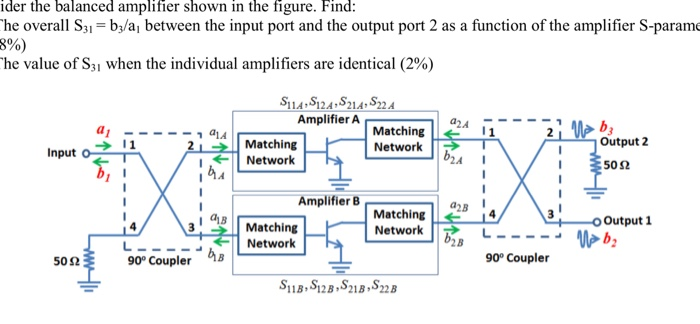 ider the balanced amplifier shown in the figure. Find:
The overall S31 = b3/a1 between the input port and the output port 2 as a function of the amplifier S-parame
8%)
The value of S31 when the individual amplifiers are identical (2%)
S11A,S12A,S21A,S22A
Amplifier A
a1
1
2
a1A
Matching
Network
Matching
Network
a2A
1
2
b3
Output 2
Input
b1
b1A
b2A
50 Ω
Amplifier B
4
3
a1B
Matching
Network
Matching
Network
a2B
4
3
Output 1
b1B
b2B
b2
50 Ω
90° Coupler
90° Coupler
S11B,S12B,S21B,S22B